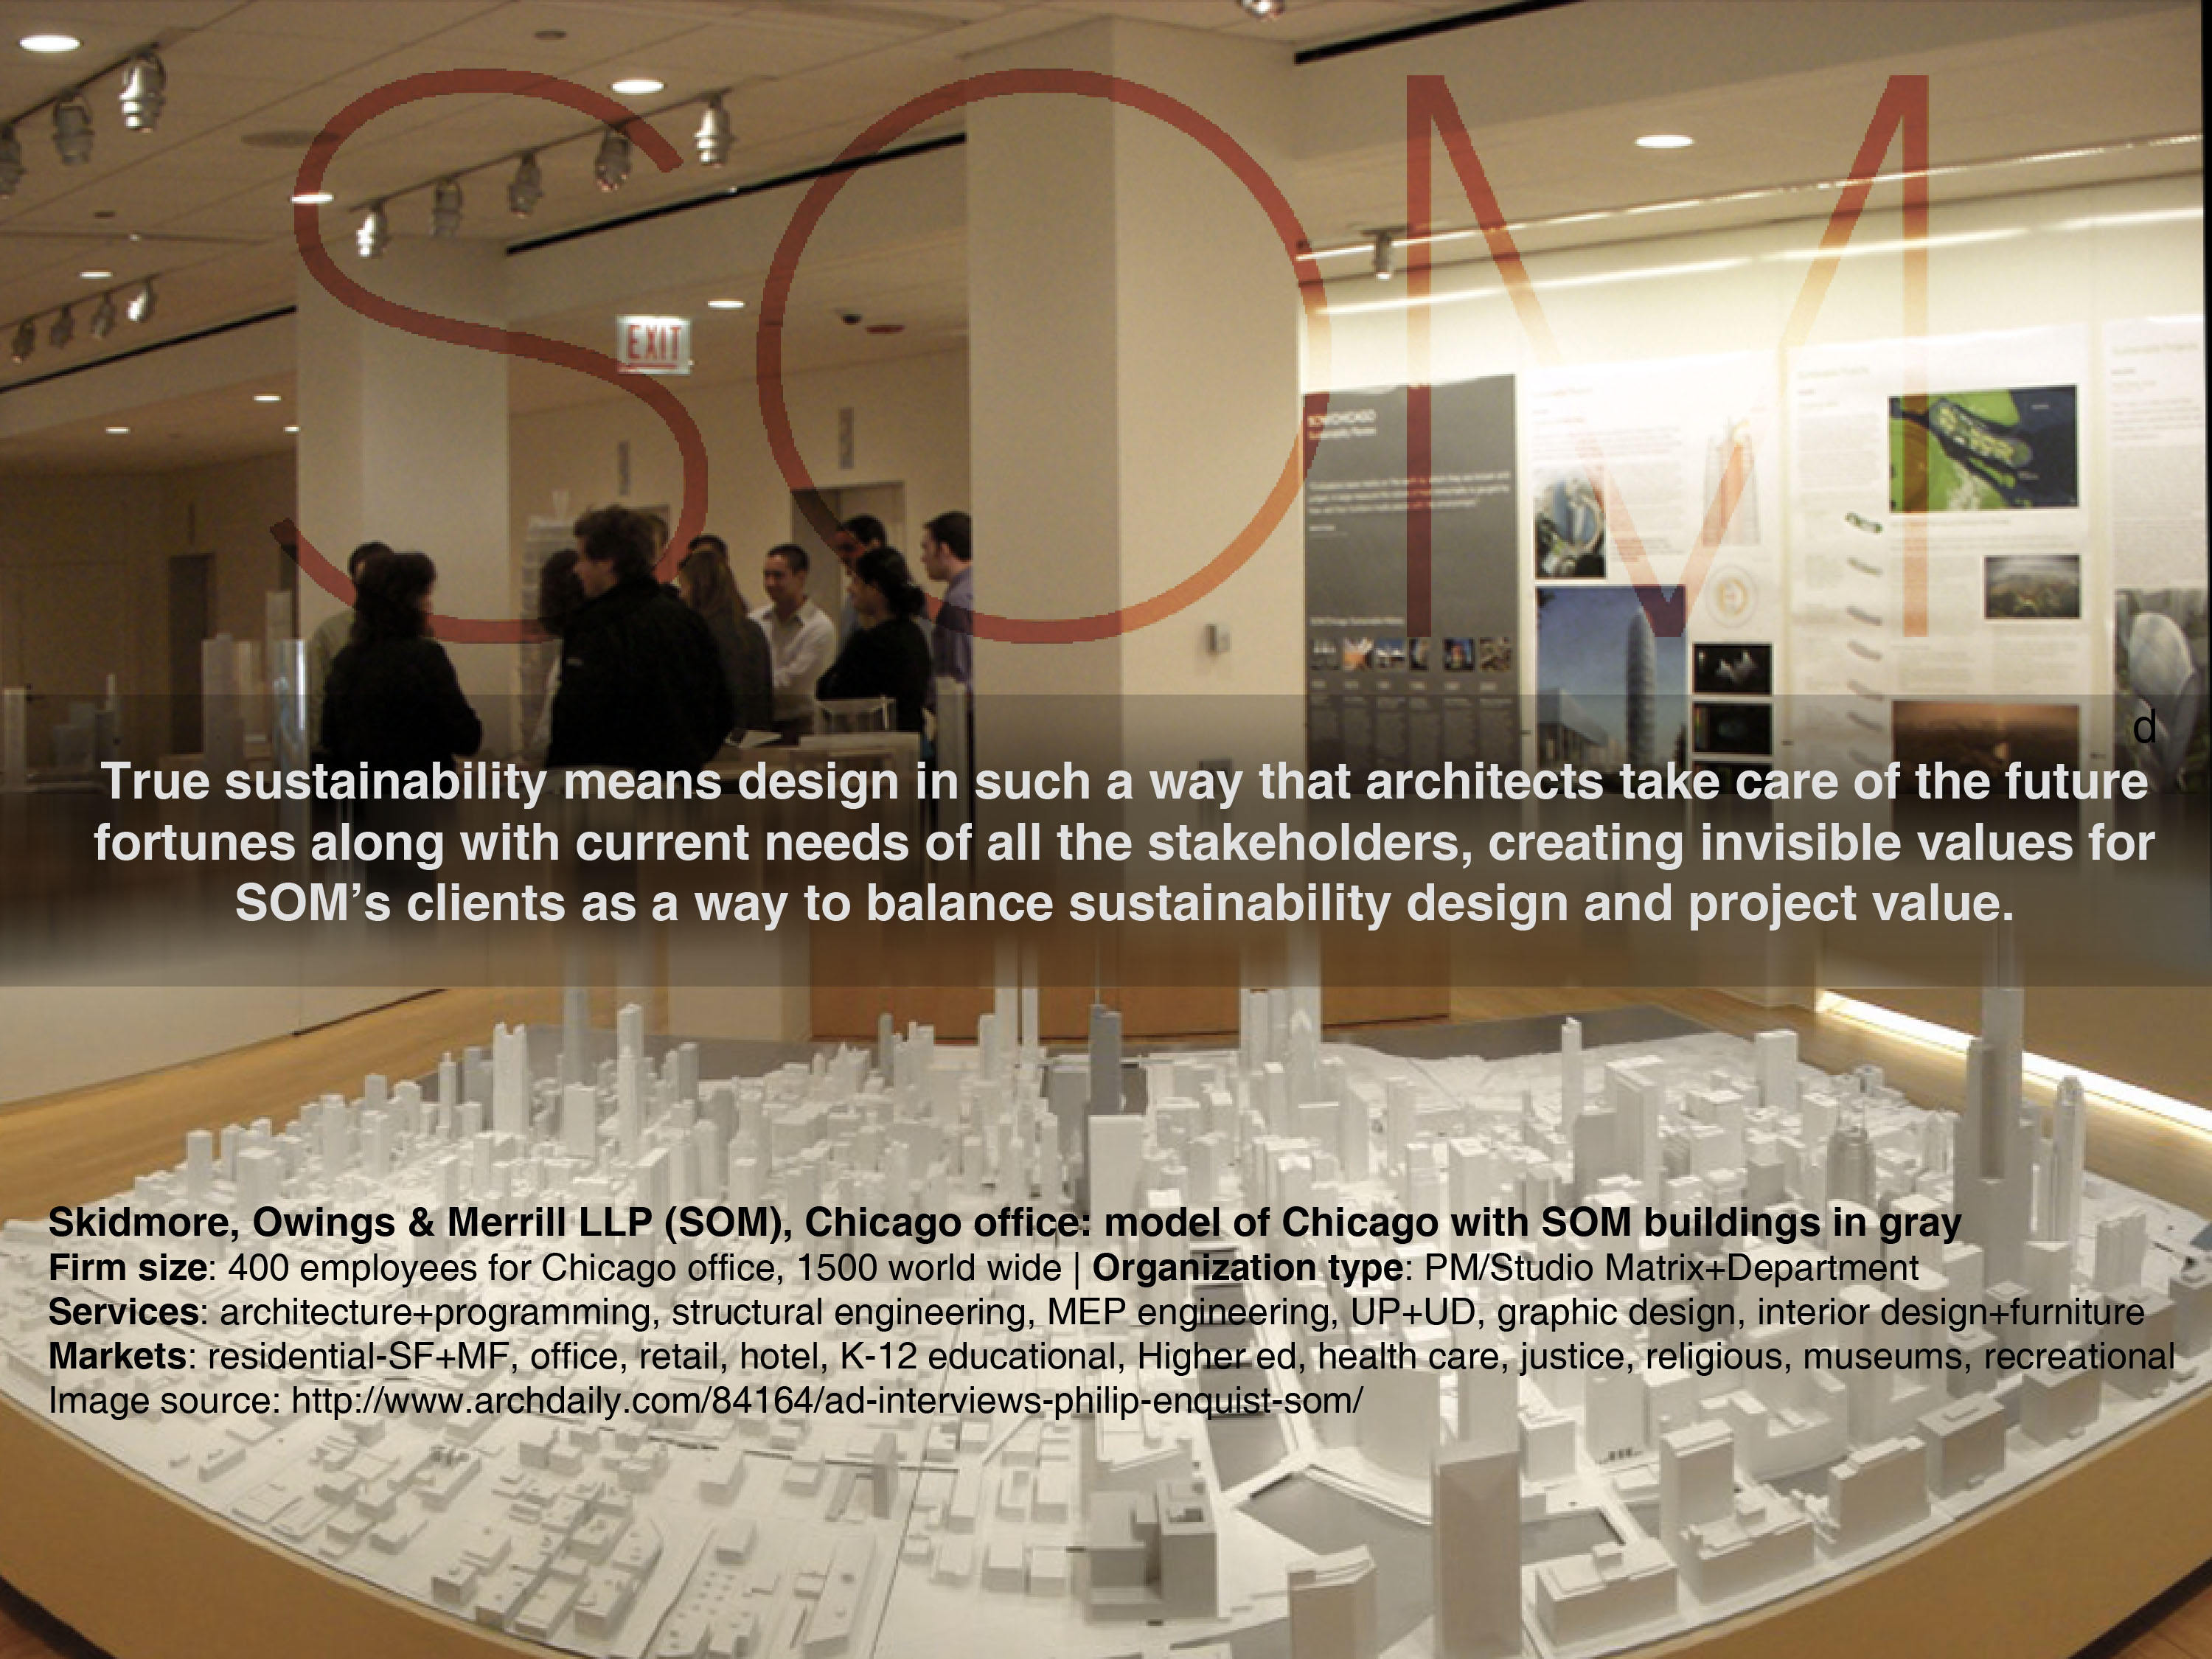 SOM
EXIT
SOM CHICAGO
d
True sustainability means design in such a way that architects take care of the future
fortunes along with current needs of all the stakeholders, creating invisible values for
SOM’s clients as a way to balance sustainability design and project value.
Skidmore, Owings & Merrill LLP (SOM), Chicago office: model of Chicago with SOM buildings in gray
Firm size: 400 employees for Chicago office, 1500 world wide | Organization type: PM/Studio Matrix+Department
Services: architecture+programming, structural engineering, MEP engineering, UP+UD, graphic design, interior design+furniture
Markets: residential-SF+MF, office, retail, hotel, K-12 educational, Higher ed, health care, justice, religious, museums, recreational
Image source: http://www.archdaily.com/84164/ad-interviews-philip-enquist-som/